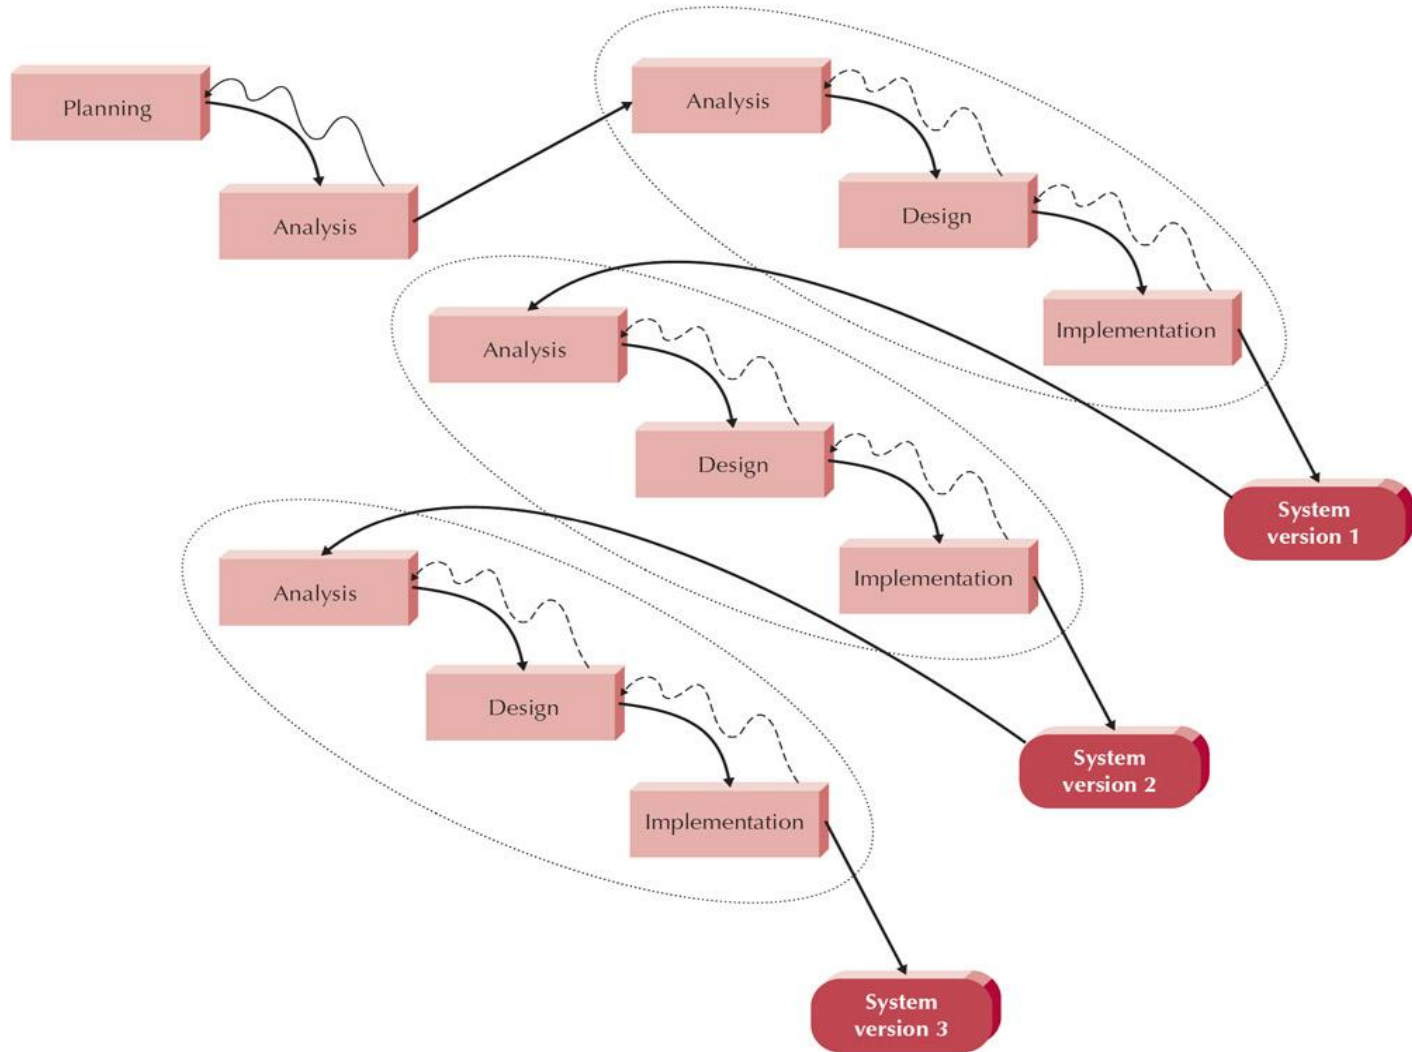 Planning
Analysis
Analysis
Design
Implementation
System
version 1
Analysis
Design
Implementation
System
version 2
Analysis
Design
Implementation
System
version 3